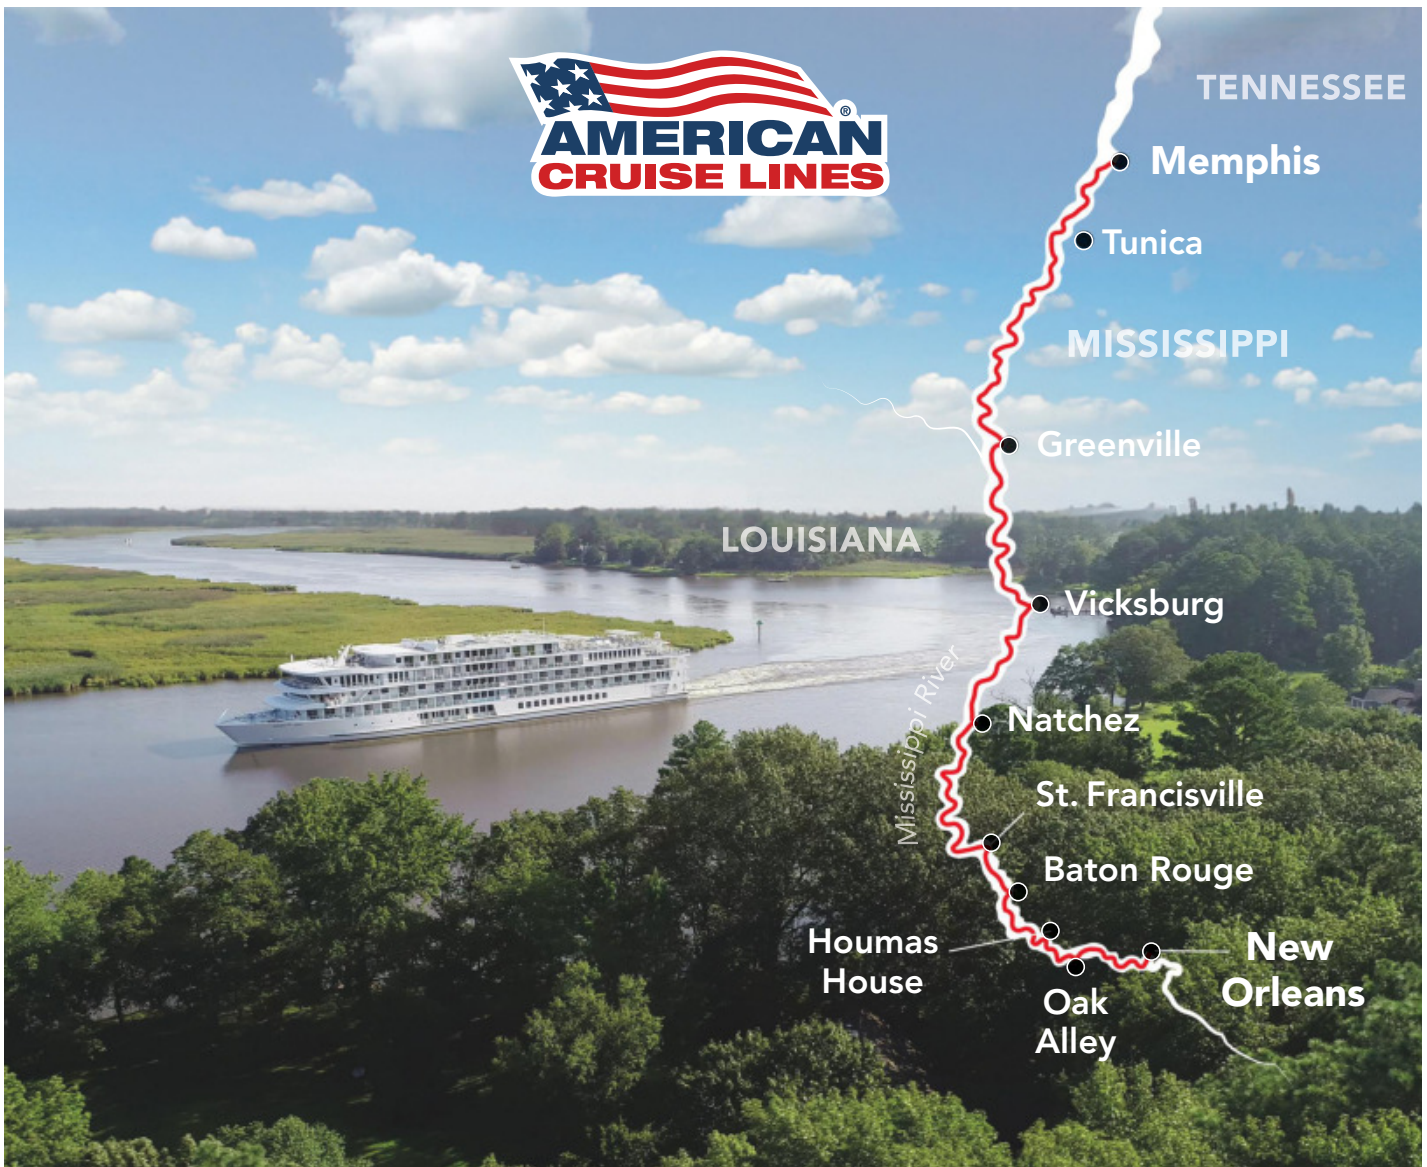 AMERICAN
CRUISE LINES
®
TENNESSEE
Memphis
Tunica
MISSISSIPPI
Greenville
LOUISIANA
Vicksburg
Mississippi River
Natchez
St. Francisville
Baton Rouge
Houmas
House
New
Orleans
Oak
Alley